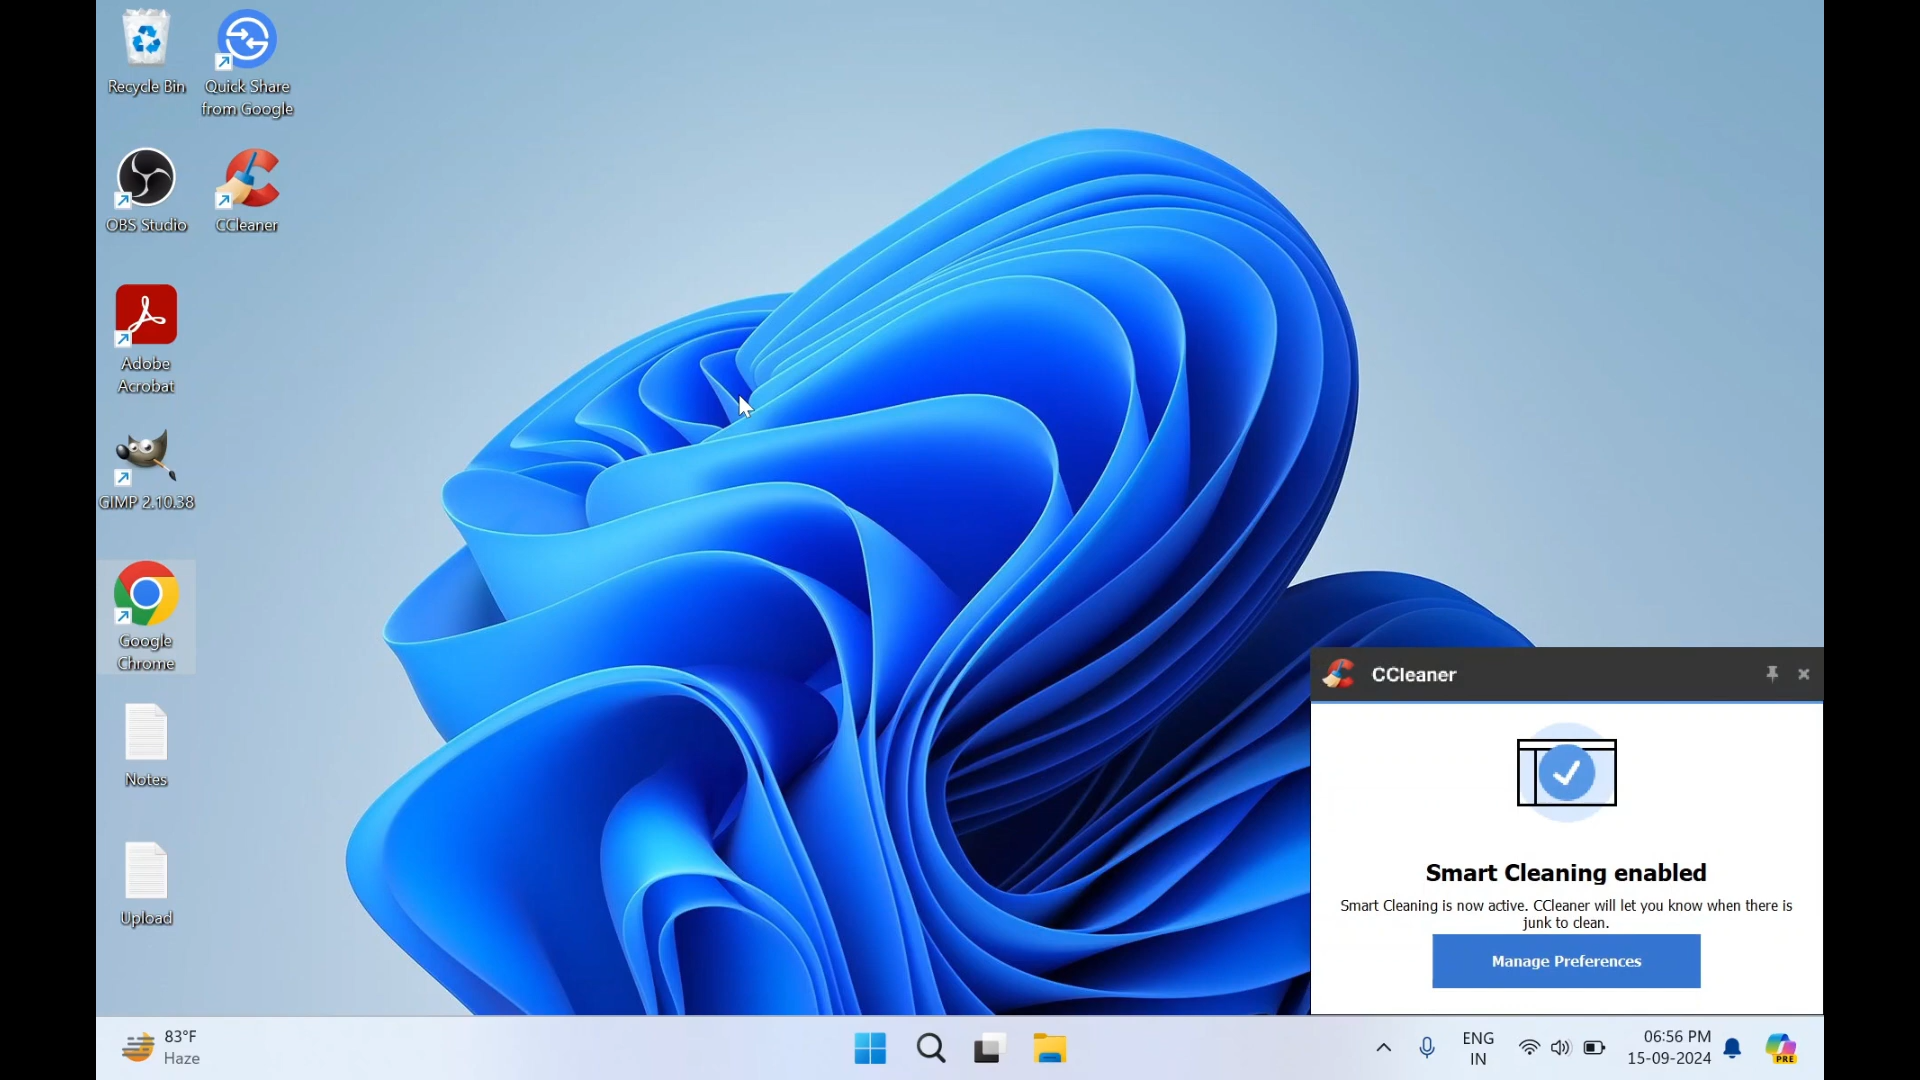 Recycle Bin
Quick Share
from Google
OBS Studio
CCleaner
Adobe
Acrobat
GIMP 2.10.38
Google
Chrome
Notes
Upload
CCleaner
Smart Cleaning enabled
Smart Cleaning is now active. CCleaner will let you know when there is
junk to clean.
Manage Preferences
83°F
Haze
ENG
IN
06:56 PM
15-09-2024
PRE